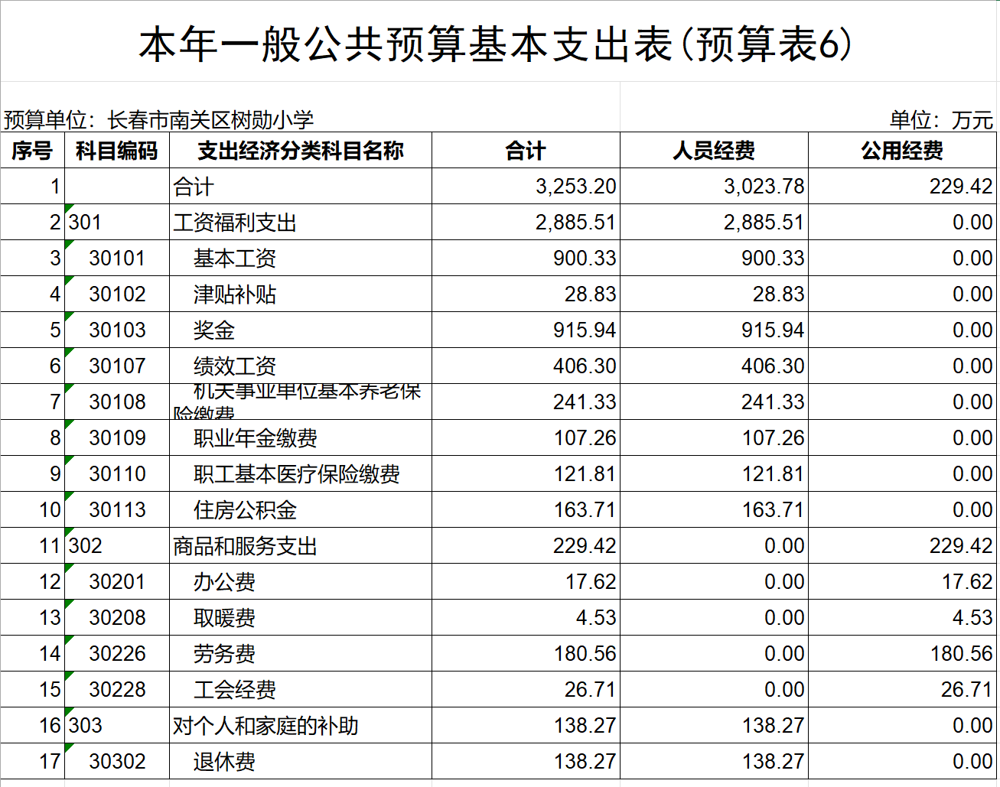 本年一般公共预算基本支出表(预算表6)
预算单位：长春市南关区树勋小学 单位：万元
序号 科目编码 支出经济分类科目名称 合计 人员经费 公用经费
1 合计 3,253.20 3,023.78 229.42
2 301 工资福利支出 2,885.51 2,885.51 0.00
3 30101 基本工资 900.33 900.33 0.00
4 30102 津贴补贴 28.83 28.83 0.00
5 30103 奖金 915.94 915.94 0.00
6 30107 绩效工资 406.30 406.30 0.00
7 30108 机关事业单位基本养老保 241.33 241.33 0.00
险缴费
8 30109 职业年金缴费 107.26 107.26 0.00
9 30110 职工基本医疗保险缴费 121.81 121.81 0.00
10 30113 住房公积金 163.71 163.71 0.00
11 302 商品和服务支出 229.42 0.00 229.42
12 30201 办公费 17.62 0.00 17.62
13 30208 取暖费 4.53 0.00 4.53
14 30226 劳务费 180.56 0.00 180.56
15 30228 工会经费 26.71 0.00 26.71
16 303 对个人和家庭的补助 138.27 138.27 0.00
17 30302 退休费 138.27 138.27 0.00